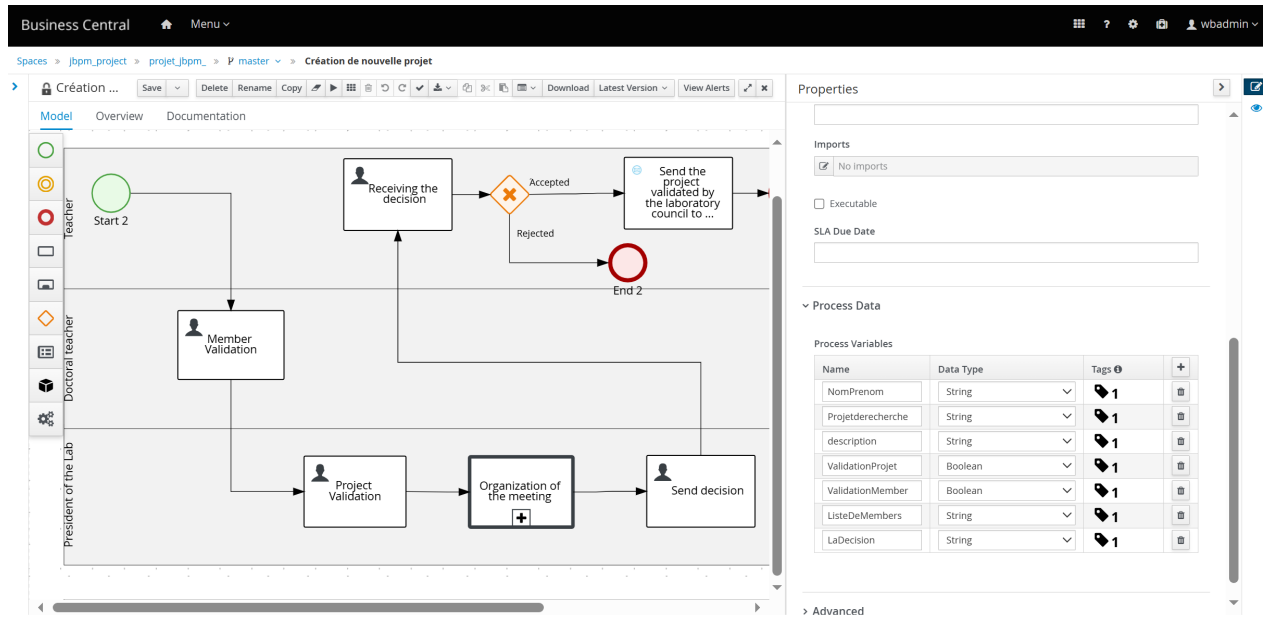 Business Central
Menu
?
wbadmin
Spaces » jbpm_project » projet_jbpm_ » master » Création de nouvelle projet
Création ...
Save
Delete
Rename
Copy
Download
Latest Version
View Alerts
Model
Overview
Documentation
Teacher
Start 2
Receiving the
decision
Accepted
Rejected
Send the
project
validated by
the laboratory
council to ...
End 2
Doctoral teacher
Member
Validation
President of the Lab
Project
Validation
Organization of
the meeting
Send decision
Properties
Imports
No imports
Executable
SLA Due Date
Process Data
Process Variables
Name Data Type Tags
NomPrenom String 1
Projetderecherche String 1
description String 1
ValidationProjet Boolean 1
ValidationMember Boolean 1
ListeDeMembers String 1
LaDecision String 1
Advanced